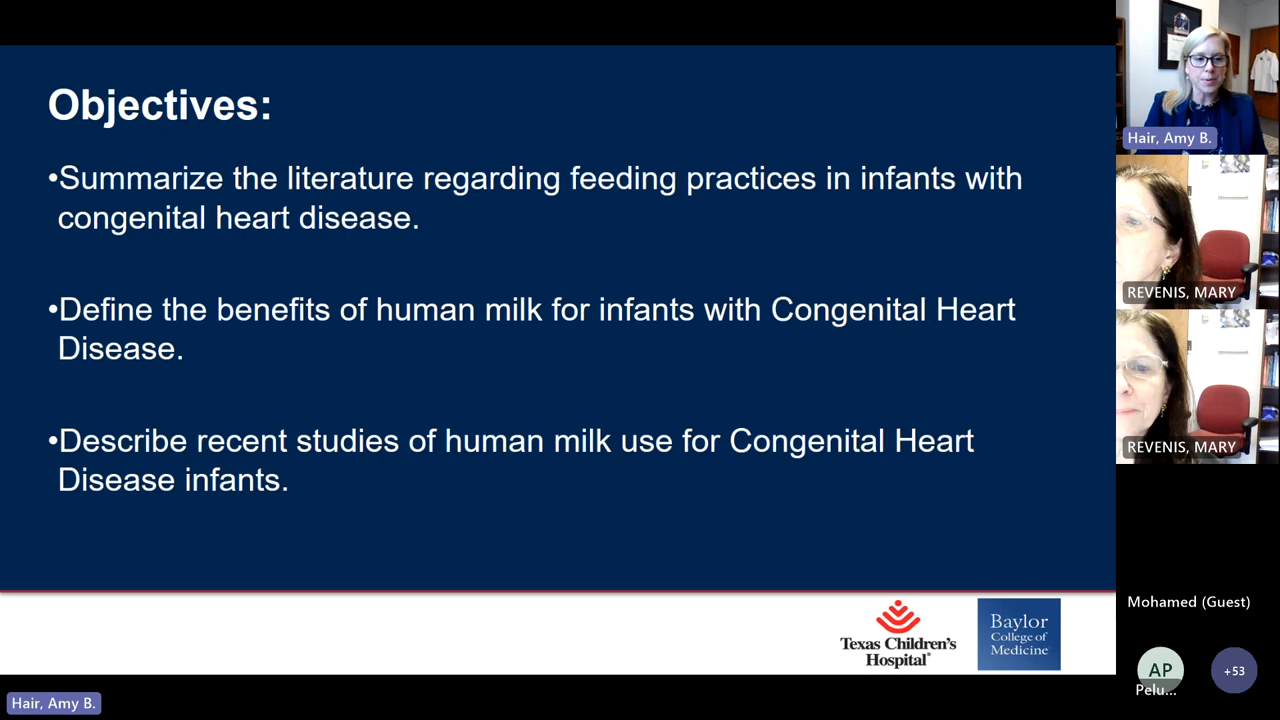 Objectives:
•Summarize the literature regarding feeding practices in infants with
congenital heart disease.
•Define the benefits of human milk for infants with Congenital Heart
Disease.
•Describe recent studies of human milk use for Congenital Heart
Disease infants.
Texas Children's
Hospital®
Baylor
College of
Medicine
Hair, Amy B.
Hair, Amy B.
REVENIS, MARY
REVENIS, MARY
Mohamed (Guest)
AP
Pelu...
+53